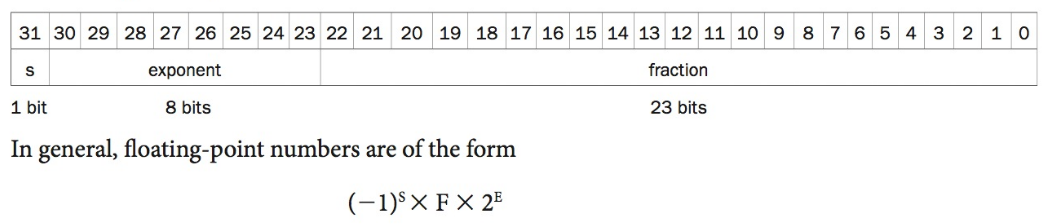 31 30 29 28 27 26 25 24 23 22 21 20 19 18 17 16 15 14 13 12 11 10 9 8 7 6 5 4 3 2 1 0
s exponent fraction
1 bit 8 bits 23 bits
In general, floating-point numbers are of the form
(−1)ˢ × F × 2ᴱ